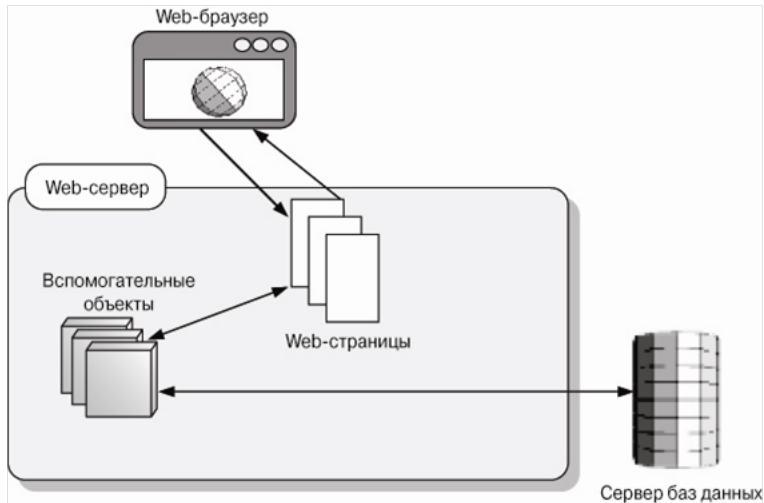 Web-браузер
Web-сервер
Вспомогательные
объекты
Web-страницы
Сервер баз данных